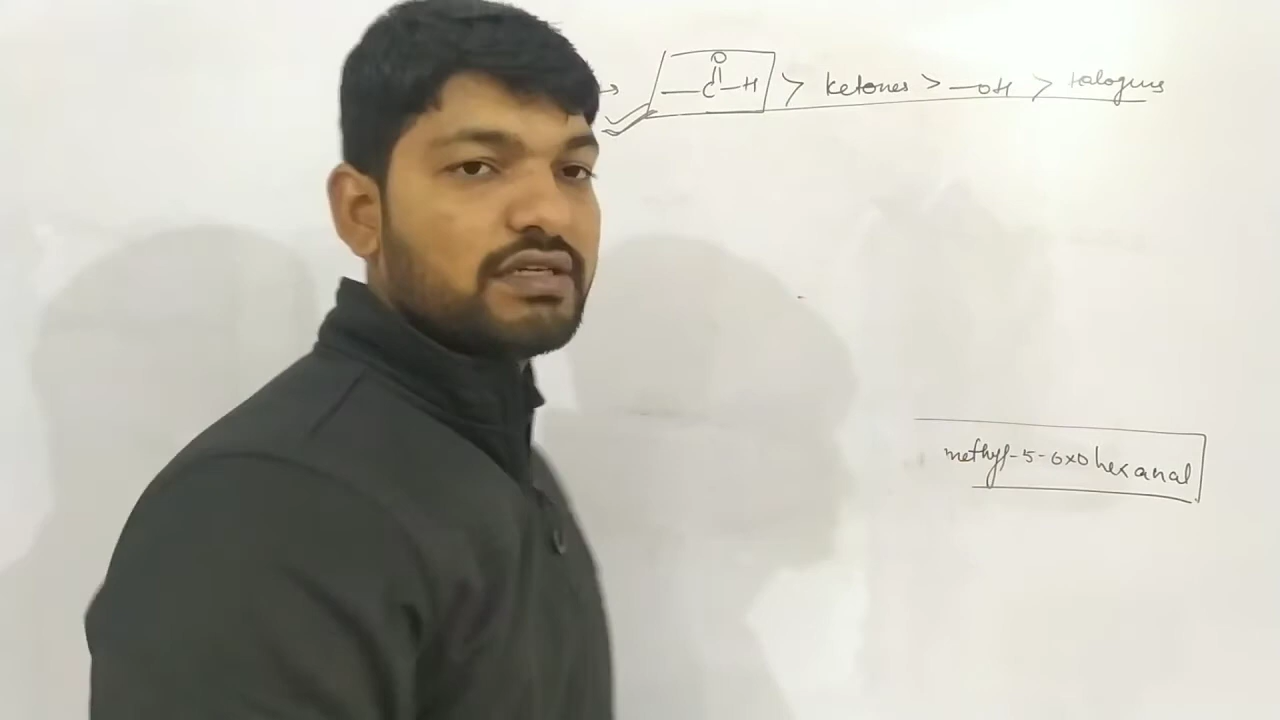 → —C(=O)—H > ketones > —OH > Halogens
methyl-5-oxohexanal